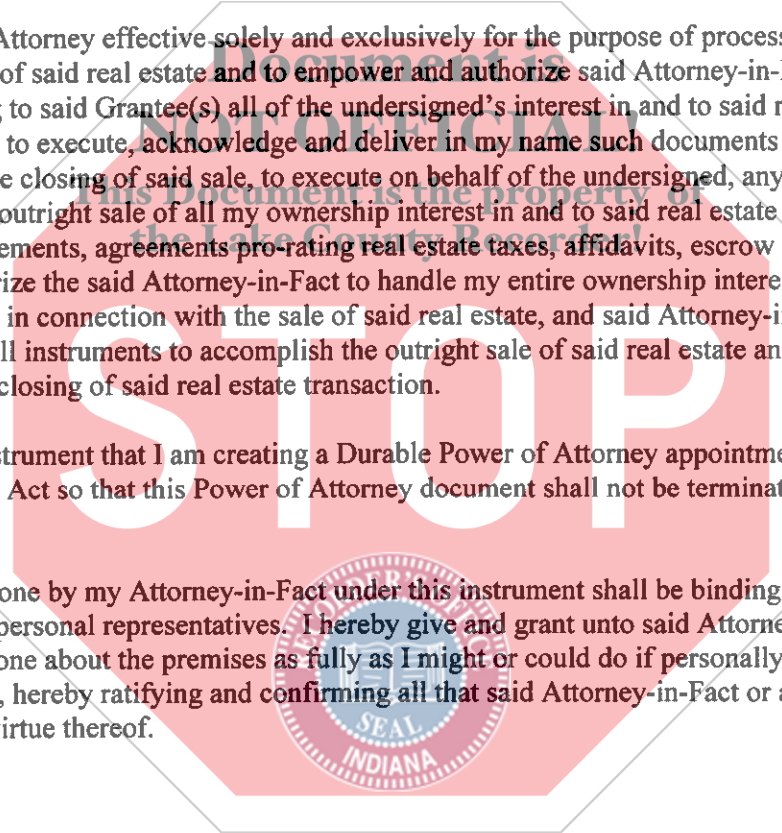 Attorney effective solely and exclusively for the purpose of process
Document is
of said real estate and to empower and authorize said Attorney-in-
to said Grantee(s) all of the undersigned's interest in and to said
NOT OFFICIAL!
to execute, acknowledge and deliver in my name such documents
e closing of said sale, to execute on behalf of the undersigned, any
This Document is the property of
outright sale of all my ownership interest in and to said real estate,
the Lake County Recorder!
ements, agreements pro-rating real estate taxes, affidavits, escrow
rize the said Attorney-in-Fact to handle my entire ownership intere
in connection with the sale of said real estate, and said Attorney-i
ll instruments to accomplish the outright sale of said real estate an
closing of said real estate transaction.
STOP
strument that I am creating a Durable Power of Attorney appointme
Act so that this Power of Attorney document shall not be terminat
one by my Attorney-in-Fact under this instrument shall be binding
personal representatives. I hereby give and grant unto said Attorne
one about the premises as fully as I might or could do if personally
, hereby ratifying and confirming all that said Attorney-in-Fact or a
virtue thereof.
RECORDER'S OFFICE
SEAL
INDIANA